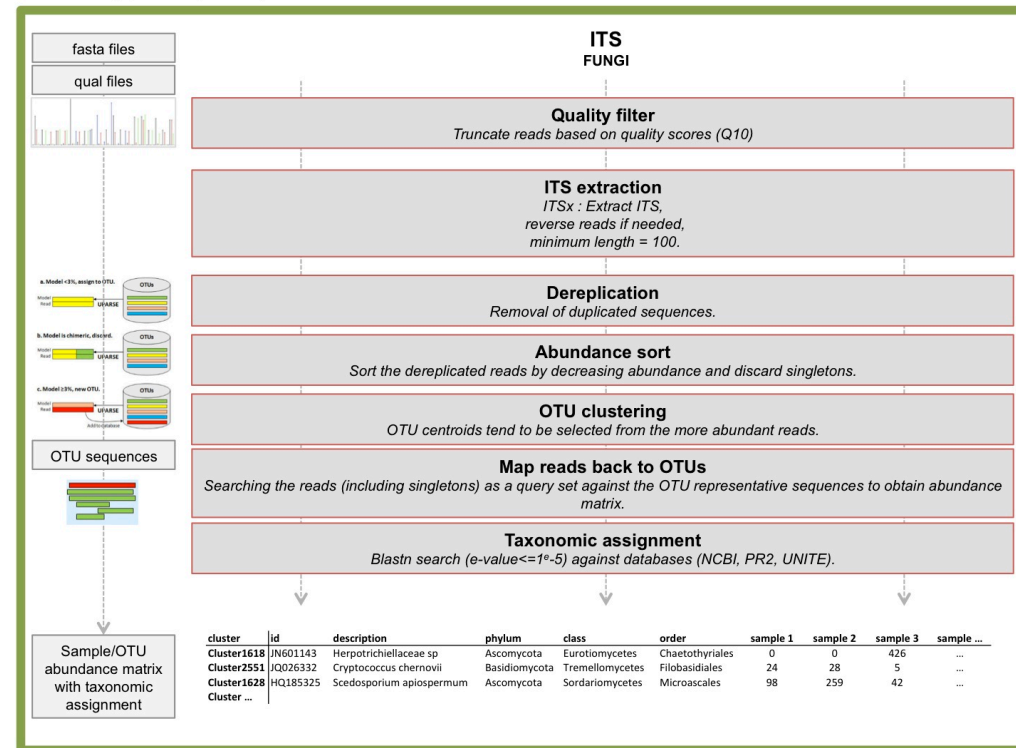 fasta files
qual files
ITS
FUNGI
Quality filter
Truncate reads based on quality scores (Q10)
ITS extraction
ITSx : Extract ITS,
reverse reads if needed,
minimum length = 100.
a. Model <3%, assign to OTU.
OTUs
Model
Read
UPARSE
Dereplication
Removal of duplicated sequences.
b. Model is chimeric, discard.
OTUs
Model
Read
UPARSE
Abundance sort
Sort the dereplicated reads by decreasing abundance and discard singletons.
c. Model ≥3%, new OTU.
OTUs
Model
Read
UPARSE
Add to database
OTU clustering
OTU centroids tend to be selected from the more abundant reads.
OTU sequences
Map reads back to OTUs
Searching the reads (including singletons) as a query set against the OTU representative sequences to obtain abundance
matrix.
Taxonomic assignment
Blastn search (e-value<=1ᵉ-5) against databases (NCBI, PR2, UNITE).
Sample/OTU
abundance matrix
with taxonomic
assignment
cluster id description phylum class order sample 1 sample 2 sample 3 sample ...
Cluster1618 JN601143 Herpotrichiellaceae sp Ascomycota Eurotiomycetes Chaetothyriales 0 0 426 ...
Cluster2551 JQ026332 Cryptococcus chernovii Basidiomycota Tremellomycetes Filobasidiales 24 28 5 ...
Cluster1628 HQ185325 Scedosporium apiospermum Ascomycota Sordariomycetes Microascales 98 259 42 ...
Cluster ...